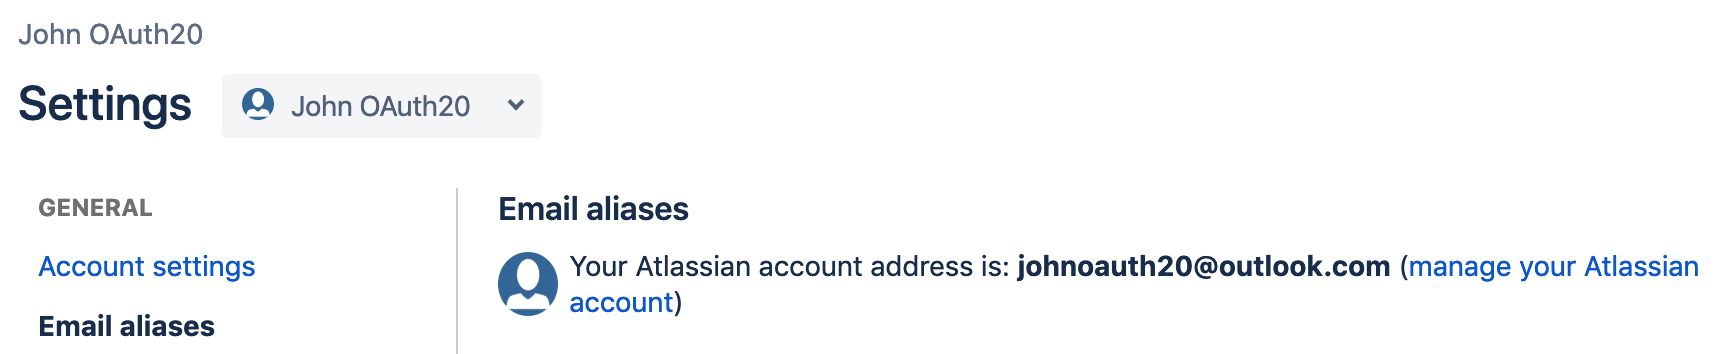 John OAuth20
Settings
John OAuth20
GENERAL
Account settings
Email aliases
Email aliases
Your Atlassian account address is: johnoauth20@outlook.com (manage your Atlassian
account)